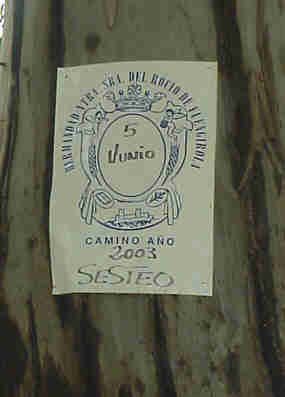 HERMANDAD NTRA. SRA. DEL ROCIO DE FUENGIROLA
5
JUNIO
CAMINO AÑO
2003
SESTEO